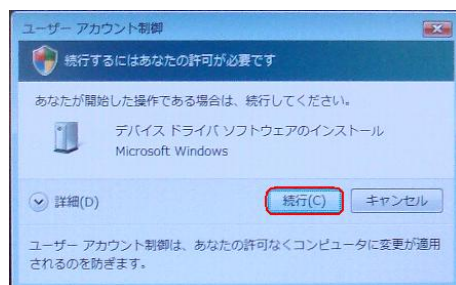 ユーザー アカウント制御
続行するにはあなたの許可が必要です
あなたが開始した操作である場合は、続行してください。
デバイス ドライバ ソフトウェアのインストール
Microsoft Windows
詳細(D)
続行(C)
キャンセル
ユーザー アカウント制御は、あなたの許可なくコンピュータに変更が適用
されるのを防ぎます。